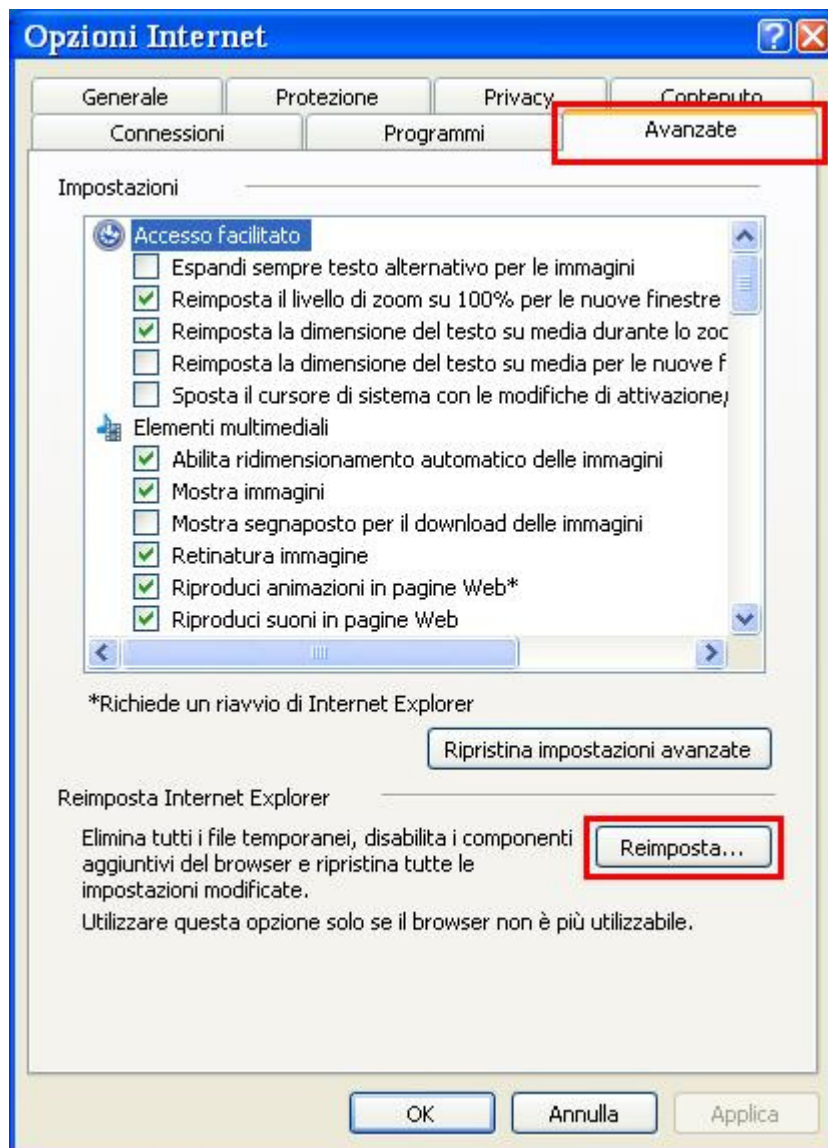 Opzioni Internet
Generale
Protezione
Privacy
Contenuto
Connessioni
Programmi
Avanzate
Impostazioni
Accesso facilitato
Espandi sempre testo alternativo per le immagini
Reimposta il livello di zoom su 100% per le nuove finestre
Reimposta la dimensione del testo su media durante lo zoo
Reimposta la dimensione del testo su media per le nuove f
Sposta il cursore di sistema con le modifiche di attivazione,
Elementi multimediali
Abilita ridimensionamento automatico delle immagini
Mostra immagini
Mostra segnaposto per il download delle immagini
Retinatura immagine
Riproduci animazioni in pagine Web*
Riproduci suoni in pagine Web
*Richiede un riavvio di Internet Explorer
Ripristina impostazioni avanzate
Reimposta Internet Explorer
Elimina tutti i file temporanei, disabilita i componenti
aggiuntivi del browser e ripristina tutte le
impostazioni modificate.
Reimposta...
Utilizzare questa opzione solo se il browser non è più utilizzabile.
OK
Annulla
Applica